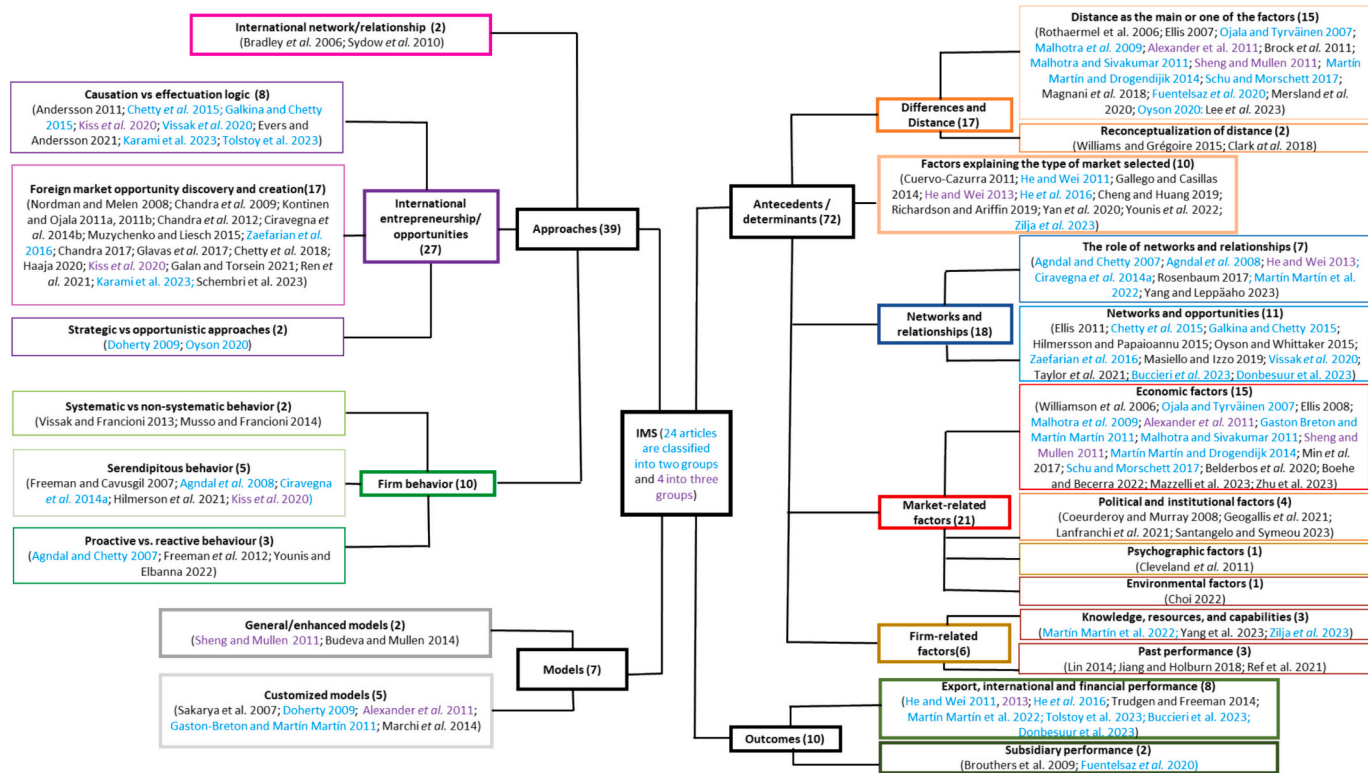 International network/relationship (2)
(Bradley et al. 2006; Sydow et al. 2010)
Causation vs effectuation logic (8)
(Andersson 2011; Chetty et al. 2015; Galkina and Chetty
2015; Kiss et al. 2020; Vissak et al. 2020; Evers and
Andersson 2021; Karami et al. 2023; Tolstoy et al. 2023)
Foreign market opportunity discovery and creation(17)
(Nordman and Melen 2008; Chandra et al. 2009;
Kontinen and Ojala 2011a, 2011b; Chandra et al. 2012; Ciravegna et
al. 2014b; Muzychenko and Liesch 2015; Zaefarian et al.
2016; Chandra 2017; Glavas et al. 2017; Chetty et al. 2018;
Haaja 2020; Kiss et al. 2020; Galan and Torsein 2021; Ren et
al. 2021; Karami et al. 2023; Schembri et al. 2023)
Strategic vs opportunistic approaches (2)
(Doherty 2009; Oyson 2020)
International
entrepreneurship/
opportunities
(27)
Approaches (39)
Systematic vs non-systematic behavior (2)
(Vissak and Francioni 2013; Musso and Francioni 2014)
Serendipitous behavior (5)
(Freeman and Cavusgil 2007; Agndal et al. 2008; Ciravegna
et al. 2014a; Hilmerson et al. 2021; Kiss et al. 2020)
Proactive vs. reactive behaviour (3)
(Agndal and Chetty 2007; Freeman et al. 2012; Younis and
Elbanna 2022)
Firm behavior (10)
General/enhanced models (2)
(Sheng and Mullen 2011; Budeva and Mullen 2014)
Customized models (5)
(Sakarya et al. 2007; Doherty 2009; Alexander et al. 2011;
Gaston-Breton and Martín Martín 2011; Marchi et al. 2014)
Models (7)
IMS (24 articles
are classified
into two groups
and 4 into three
groups)
Antecedents /
determinants (72)
Differences and
Distance (17)
Distance as the main or one of the factors (15)
(Rothaermel et al. 2006; Ellis 2007; Ojala and Tyrväinen 2007;
Malhotra et al. 2009; Alexander et al. 2011; Brock et al. 2011;
Malhotra and Sivakumar 2011; Sheng and Mullen 2011; Martín
Martín and Drogendijk 2014; Schu and Morschett 2017;
Magnani et al. 2018; Fuentelsaz et al. 2020; Mersland et al.
2020; Oyson 2020; Lee et al. 2023)
Reconceptualization of distance (2)
(Williams and Grégoire 2015; Clark at al. 2018)
Factors explaining the type of market selected (10)
(Cuervo-Cazurra 2011; He and Wei 2011; Gallego and Casillas
2014; He and Wei 2013; He et al. 2016; Cheng and Huang 2019;
Richardson and Ariffin 2019; Yan et al. 2020; Younis et al. 2022;
Zilja et al. 2023)
Networks and
relationships (18)
The role of networks and relationships (7)
(Agndal and Chetty 2007; Agndal et al. 2008; He and Wei 2013;
Ciravegna et al. 2014a; Rosenbaum 2017; Martín Martín et al.
2022; Yang and Leppäaho 2023)
Networks and opportunities (11)
(Ellis 2011; Chetty et al. 2015; Galkina and Chetty 2015;
Hilmersson and Papaioannu 2015; Oyson and Whittaker 2015;
Zaefarian et al. 2016; Masiello and Izzo 2019; Vissak et al. 2020;
Taylor et al. 2021; Buccieri et al. 2023; Donbesuur et al. 2023)
Market-related
factors (21)
Economic factors (15)
(Williamson et al. 2006; Ojala and Tyrväinen 2007; Ellis 2008;
Malhotra et al. 2009; Alexander et al. 2011; Gaston Breton and
Martín Martín 2011; Malhotra and Sivakumar 2011; Sheng and
Mullen 2011; Martín Martín and Drogendijk 2014; Min et al.
2017; Schu and Morschett 2017; Belderbos et al. 2020; Boehe
and Becerra 2022; Mazzelli et al. 2023; Zhu et al. 2023)
Political and institutional factors (4)
(Coeurderoy and Murray 2008; Geogallis et al. 2021;
Lanfranchi et al. 2021; Santangelo and Symeou 2023)
Psychographic factors (1)
(Cleveland et al. 2011)
Environmental factors (1)
(Choi 2022)
Firm-related
factors(6)
Knowledge, resources, and capabilities (3)
(Martín Martín et al. 2022; Yang et al. 2023; Zilja et al. 2023)
Past performance (3)
(Lin 2014; Jiang and Holburn 2018; Ref et al. 2021)
Outcomes (10)
Export, international and financial performance (8)
(He and Wei 2011, 2013; He et al. 2016; Trudgen and Freeman 2014;
Martín Martín et al. 2022; Tolstoy et al. 2023; Buccieri et al. 2023;
Donbesuur et al. 2023)
Subsidiary performance (2)
(Brouthers et al. 2009; Fuentelsaz et al. 2020)